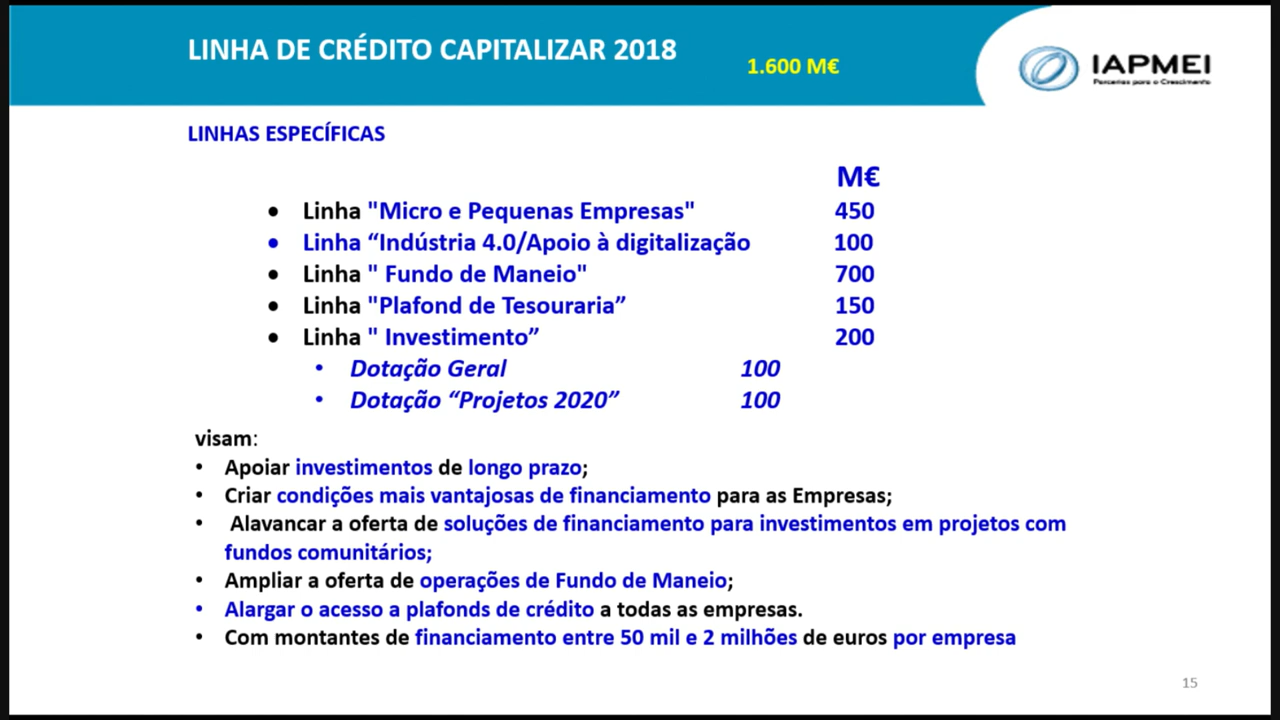 LINHA DE CRÉDITO CAPITALIZAR 2018
1.600 M€
IAPMEI
Parcerias para o Crescimento
LINHAS ESPECÍFICAS
M€
• Linha "Micro e Pequenas Empresas" 450
• Linha “Indústria 4.0/Apoio à digitalização 100
• Linha " Fundo de Maneio" 700
• Linha "Plafond de Tesouraria” 150
• Linha " Investimento” 200
• Dotação Geral 100
• Dotação “Projetos 2020” 100
visam:
• Apoiar investimentos de longo prazo;
• Criar condições mais vantajosas de financiamento para as Empresas;
• Alavancar a oferta de soluções de financiamento para investimentos em projetos com
fundos comunitários;
• Ampliar a oferta de operações de Fundo de Maneio;
• Alargar o acesso a plafonds de crédito a todas as empresas.
• Com montantes de financiamento entre 50 mil e 2 milhões de euros por empresa
15